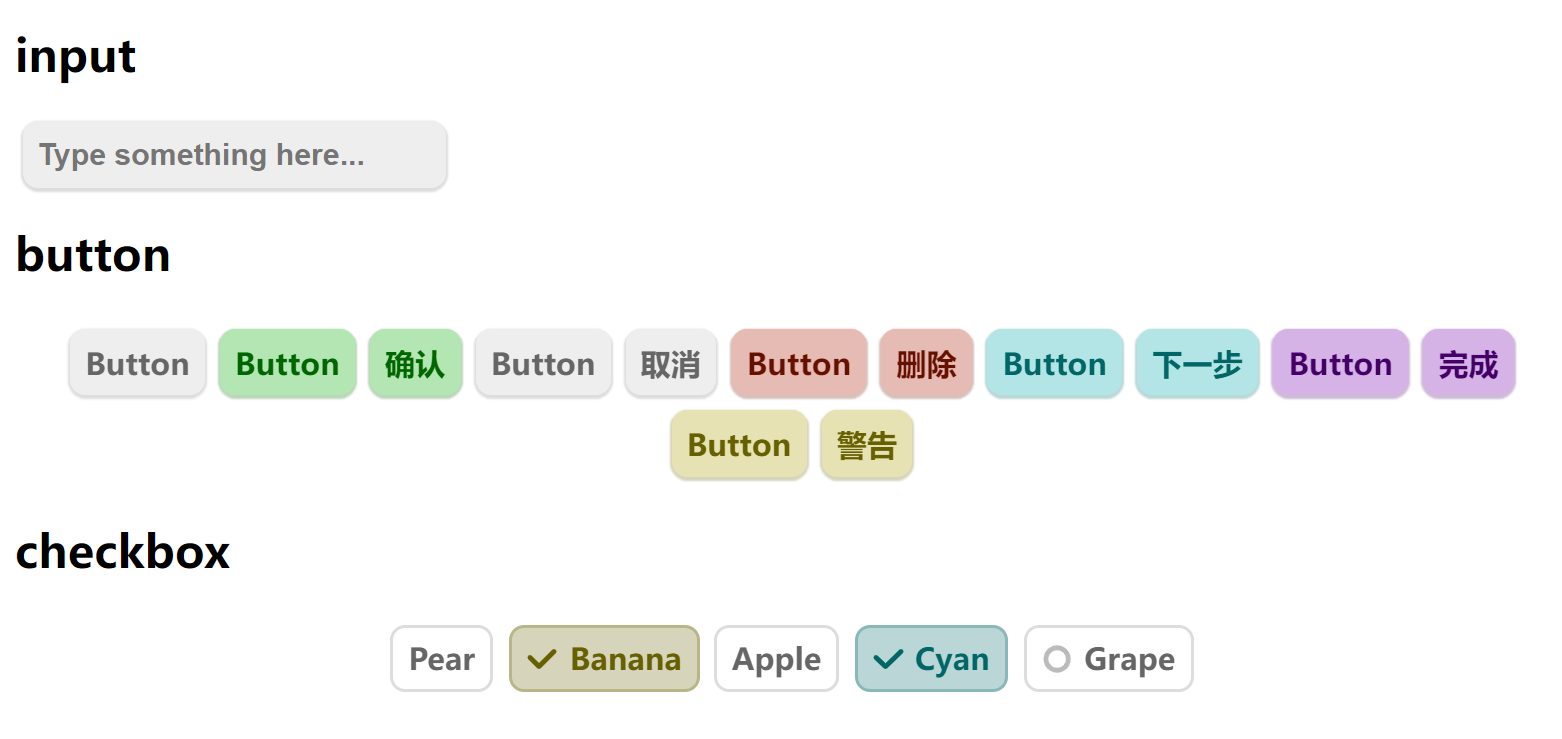 input
Type something here...
button
Button Button 确认 Button 取消 Button 删除 Button 下一步 Button 完成
Button 警告
checkbox
Pear Banana Apple Cyan Grape